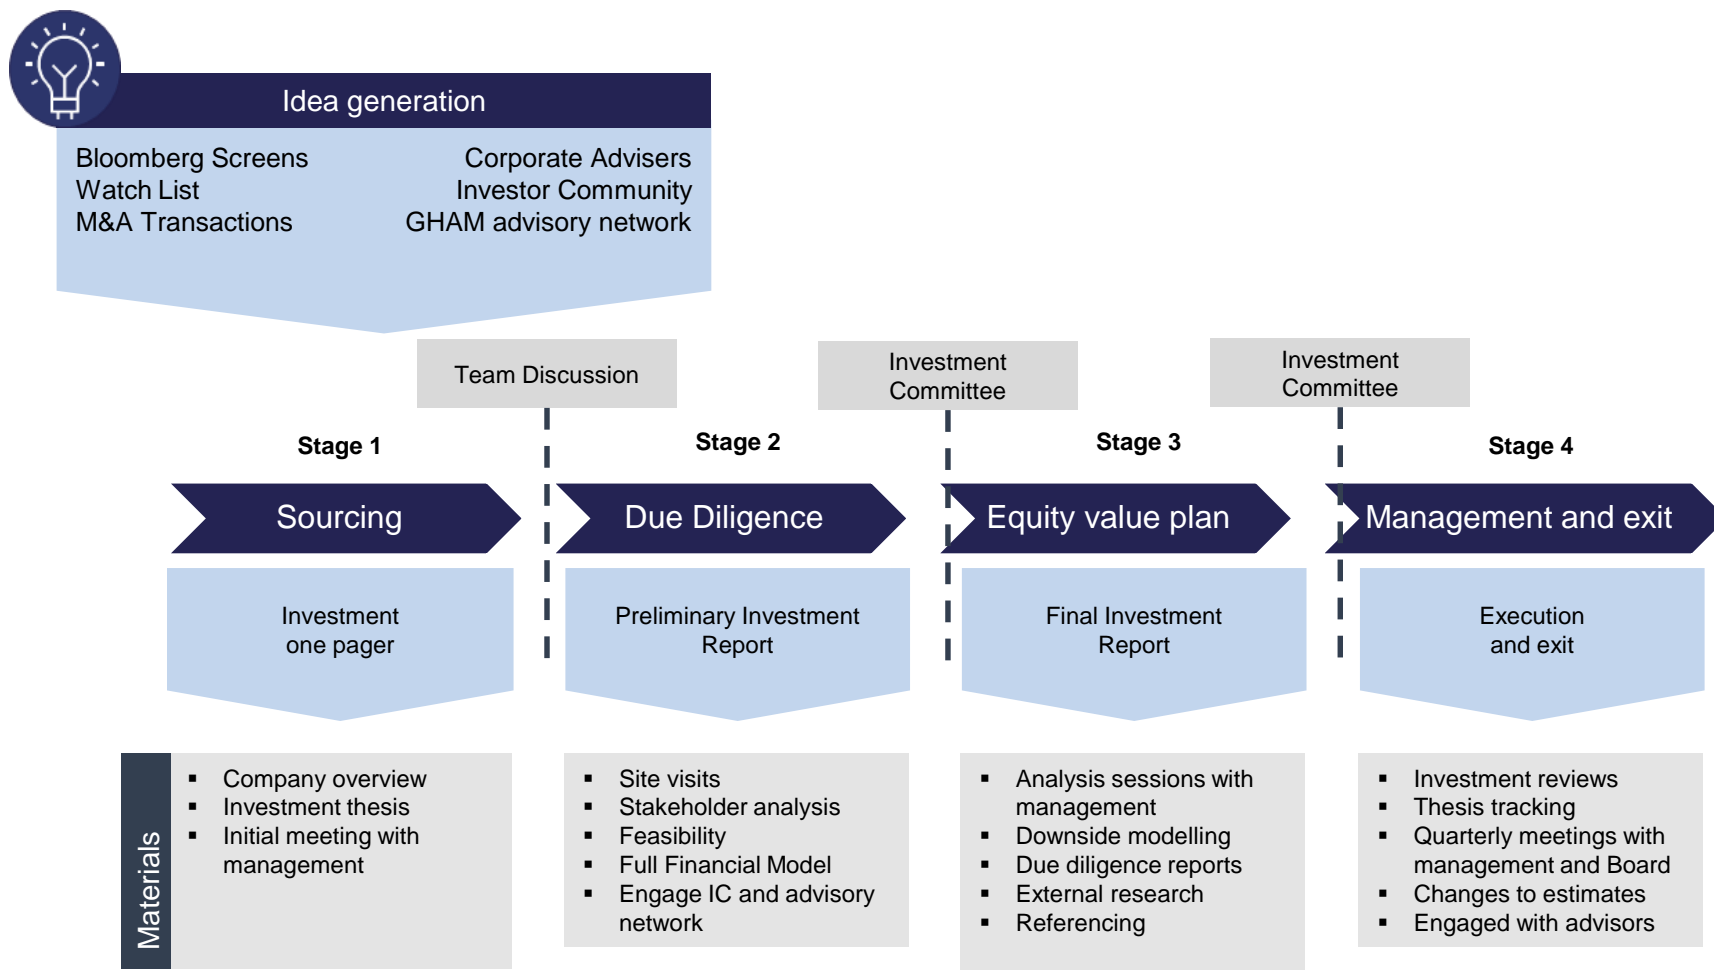 Idea generation
Bloomberg Screens
Watch List
M&A Transactions
Corporate Advisers
Investor Community
GHAM advisory network
Team Discussion
Investment
Committee
Investment
Committee
Stage 1
Stage 2
Stage 3
Stage 4
Sourcing
Due Diligence
Equity value plan
Management and exit
Investment
one pager
Preliminary Investment
Report
Final Investment
Report
Execution
and exit
Materials
▪ Company overview
▪ Investment thesis
▪ Initial meeting with
management
▪ Site visits
▪ Stakeholder analysis
▪ Feasibility
▪ Full Financial Model
▪ Engage IC and advisory
network
▪ Analysis sessions with
management
▪ Downside modelling
▪ Due diligence reports
▪ External research
▪ Referencing
▪ Investment reviews
▪ Thesis tracking
▪ Quarterly meetings with
management and Board
▪ Changes to estimates
▪ Engaged with advisors